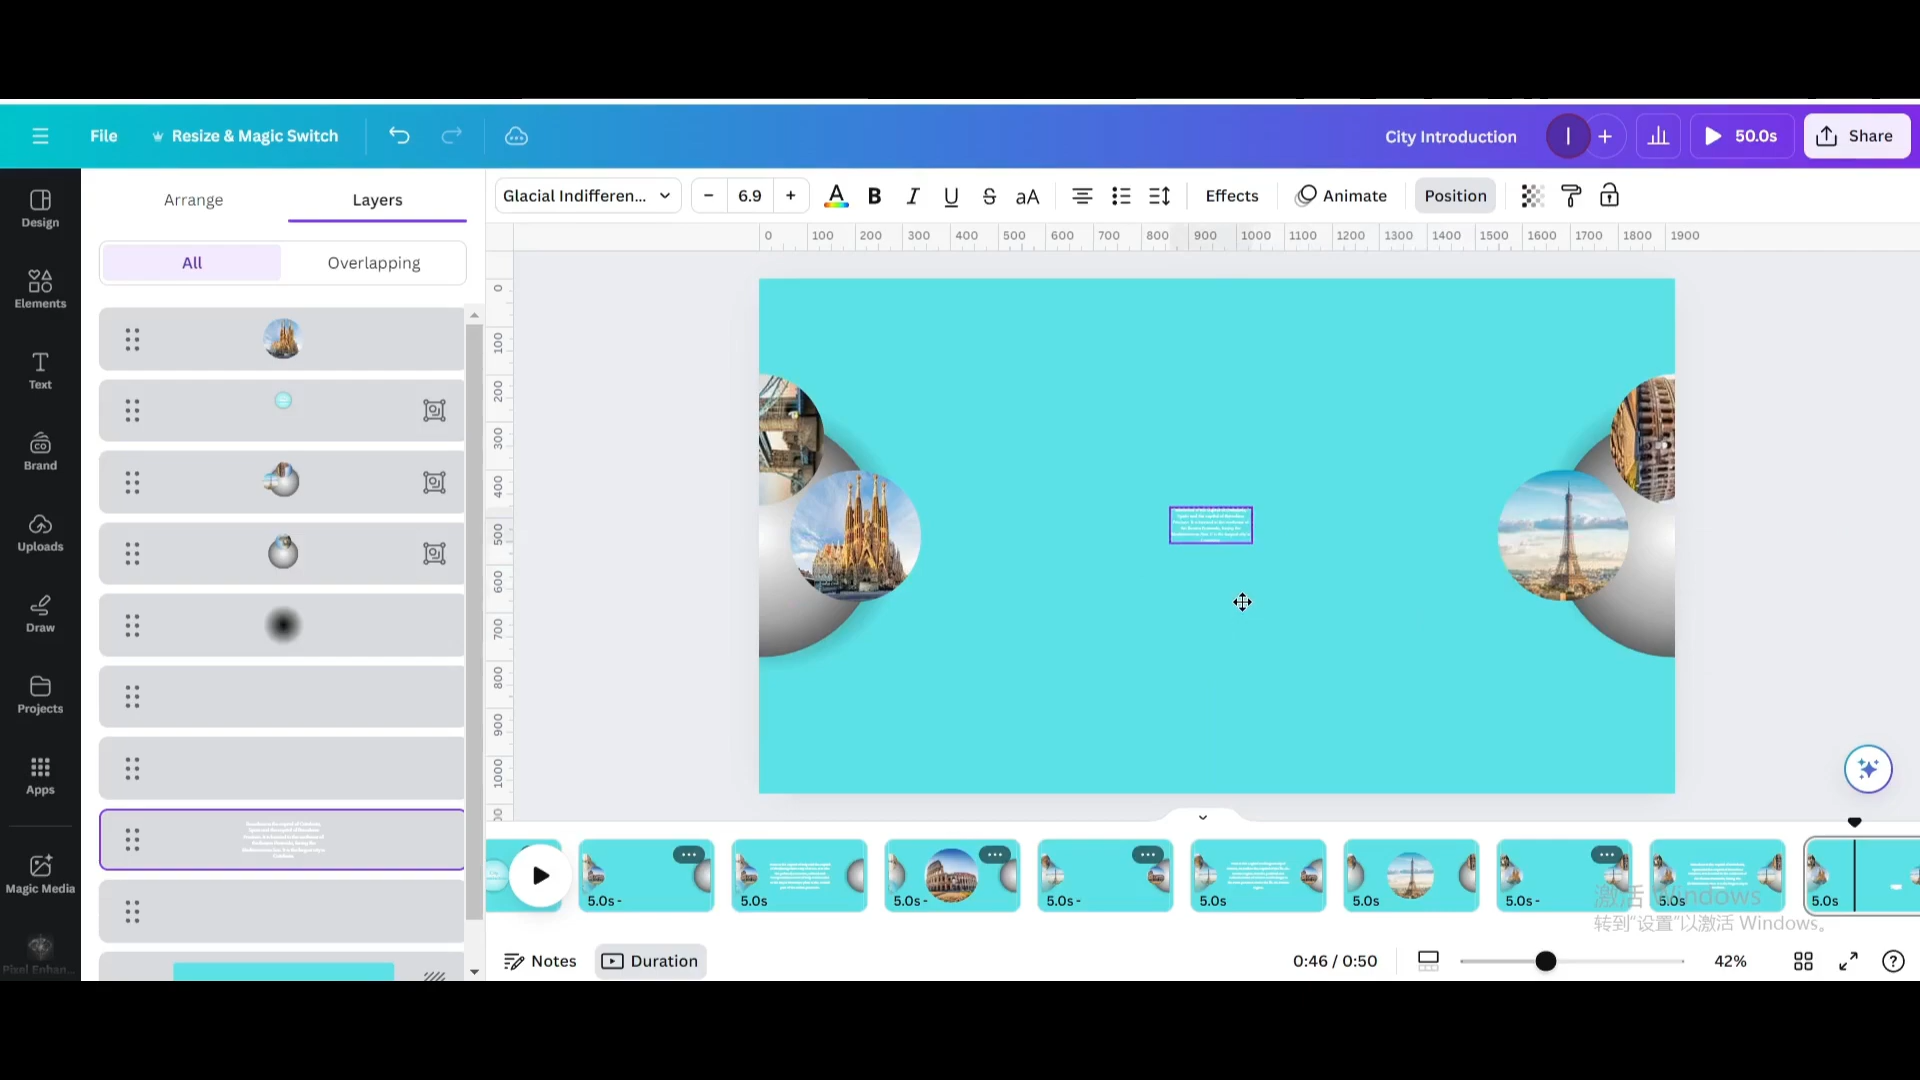 File
Resize & Magic Switch
City Introduction
I
50.0s
Share
Design
Elements
Text
Brand
Uploads
Draw
Projects
Apps
Magic Media
Pixel Enhan...
Arrange
Layers
All
Overlapping
Glacial Indifferen...
6.9
A
B
I
U
S
aA
Effects
Animate
Position
0 100 200 300 400 500 600 700 800 900 1000 1100 1200 1300 1400 1500 1600 1700 1800 1900
0
100
200
300
400
500
600
700
800
900
1000
5.0s -
5.0s
5.0s -
5.0s -
5.0s
5.0s
5.0s -
5.0s
5.0s
激活 Windows
转到“设置”以激活 Windows。
Notes
Duration
0:46 / 0:50
42%